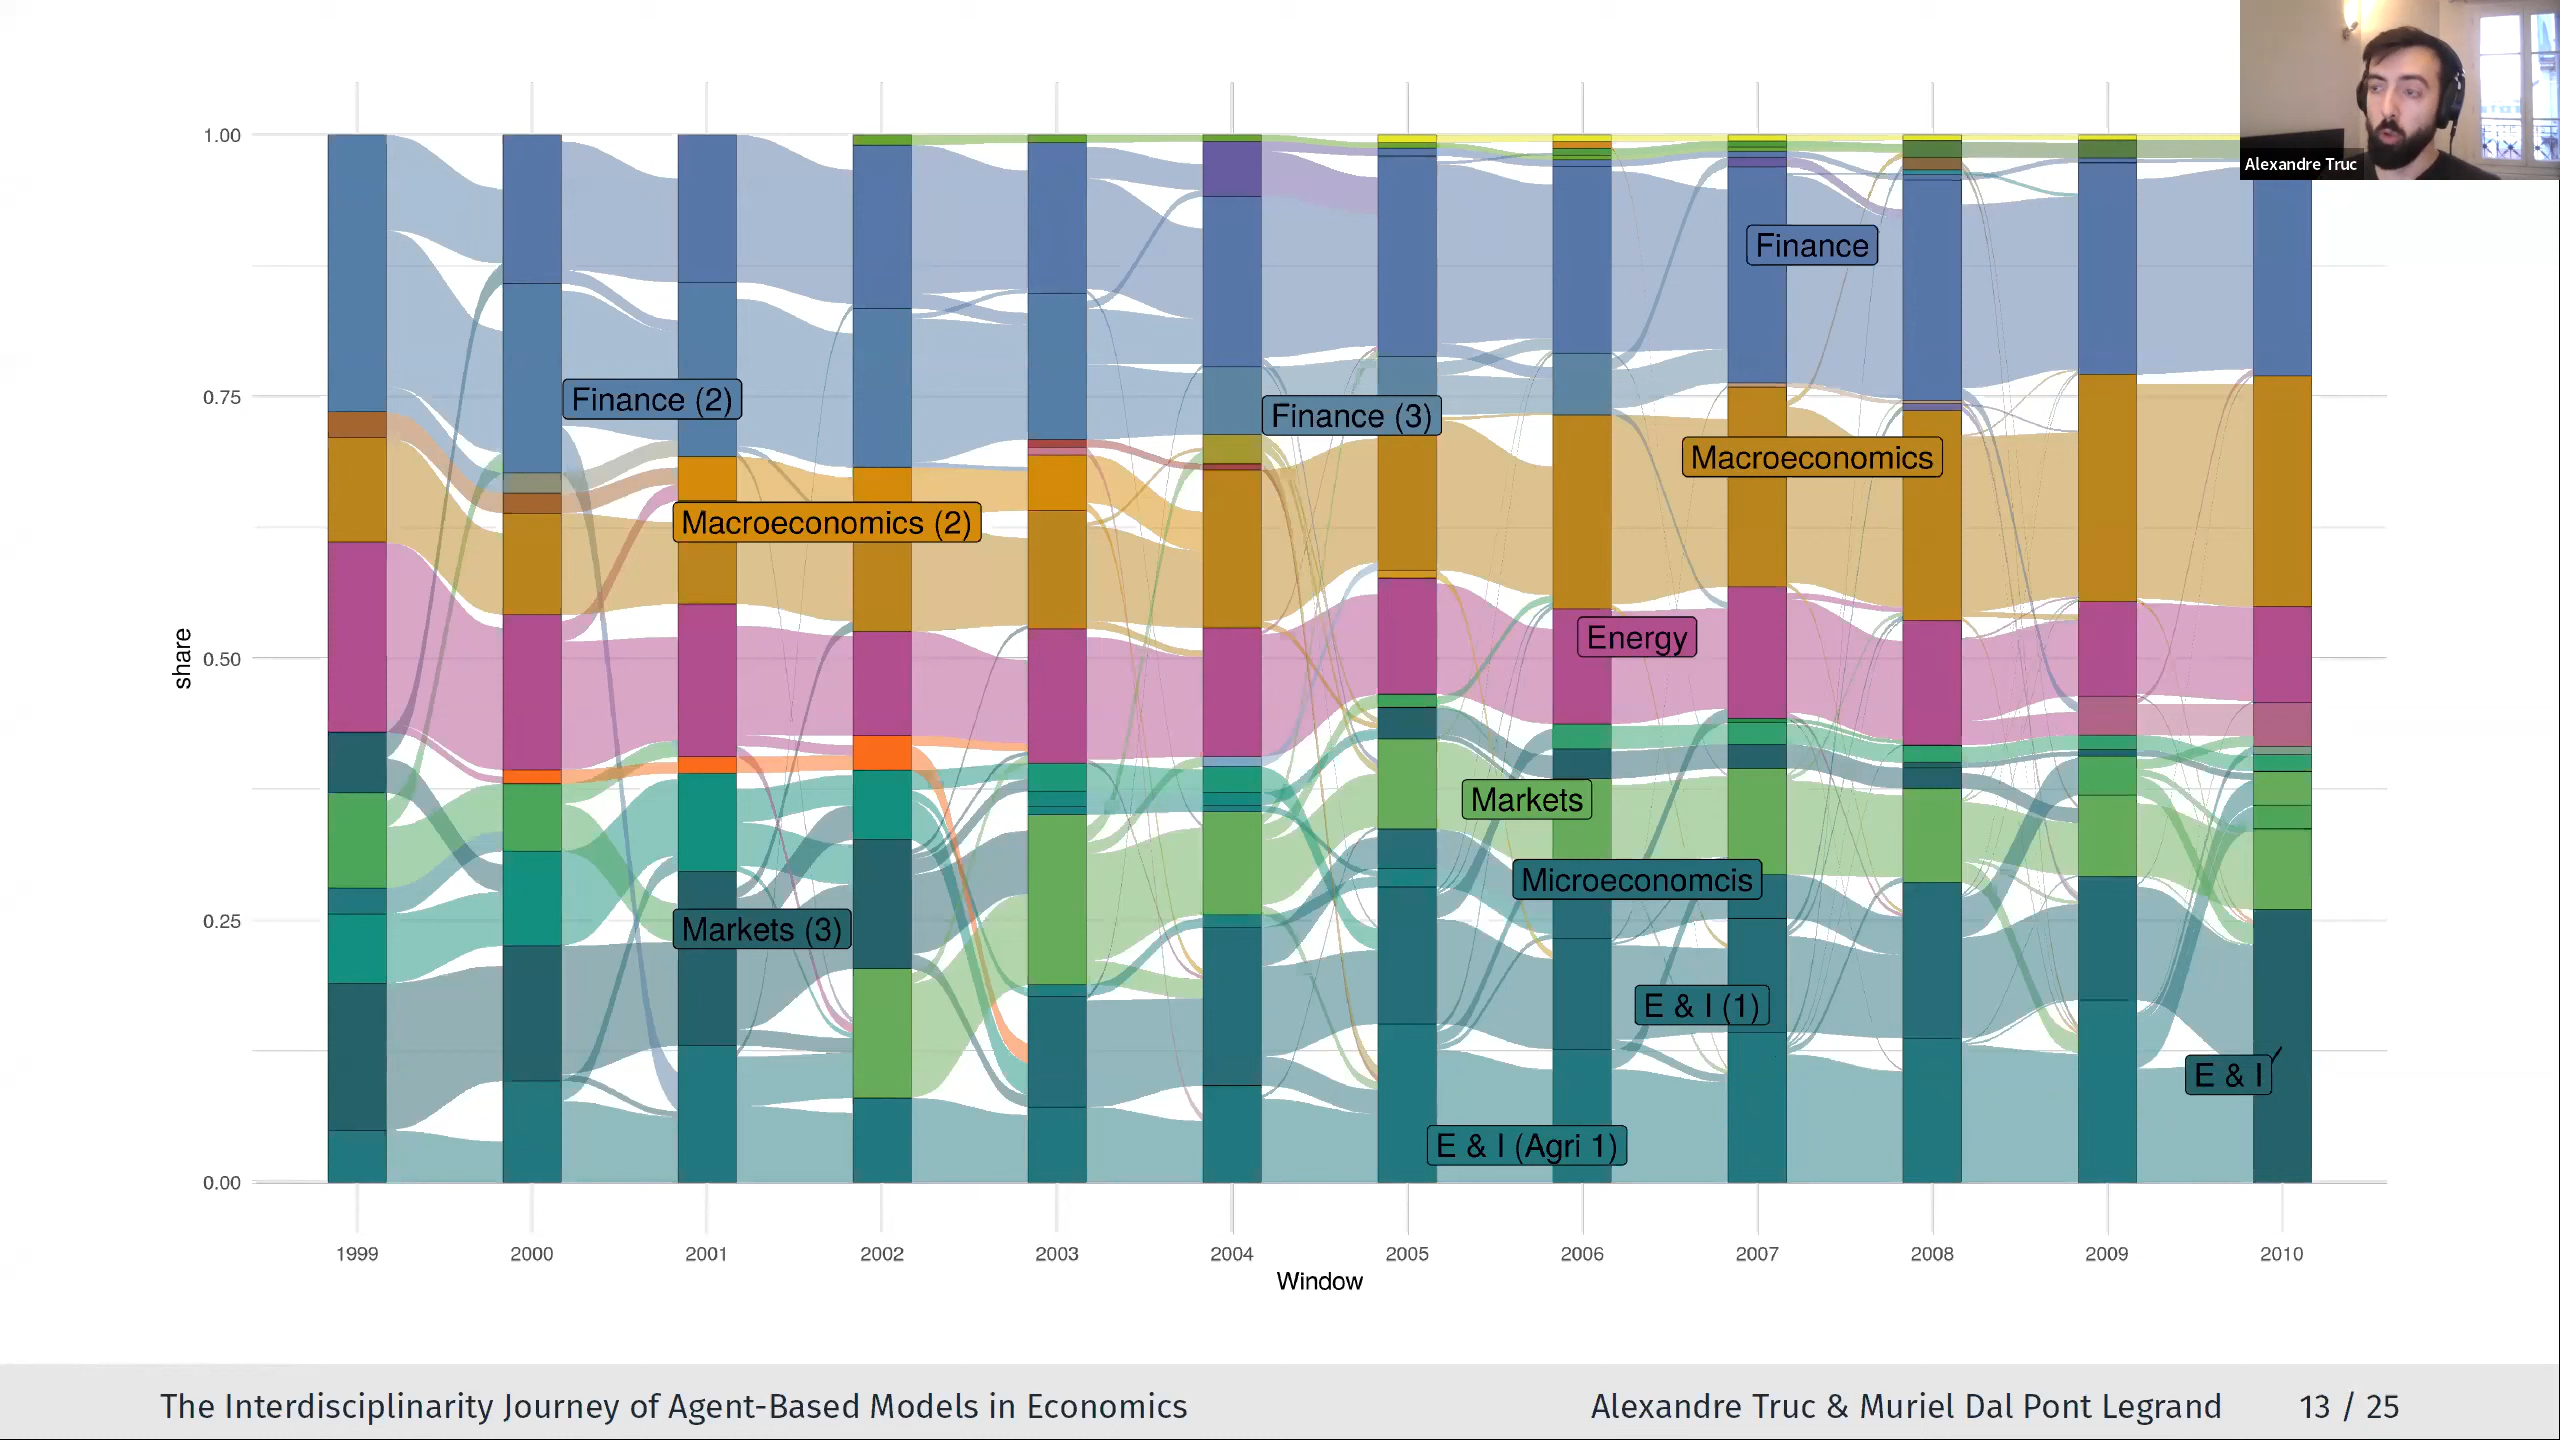 Alexandre Truc
1.00
0.75
0.50
0.25
0.00
share
Finance
Finance (2)
Finance (3)
Macroeconomics
Macroeconomics (2)
Energy
Markets
Microeconomcis
Markets (3)
E & I (1)
E & I
E & I (Agri 1)
1999 2000 2001 2002 2003 2004 2005 2006 2007 2008 2009 2010
Window
The Interdisciplinarity Journey of Agent-Based Models in Economics Alexandre Truc & Muriel Dal Pont Legrand 13 / 25